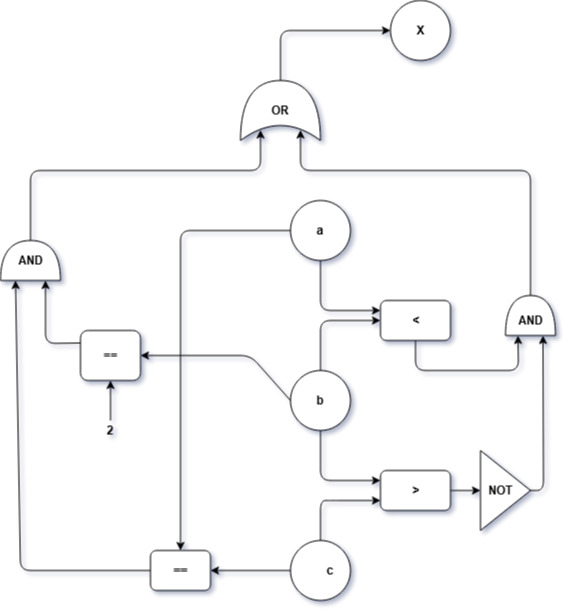 X
OR
a
AND
<
AND
==
b
2
>
NOT
==
c